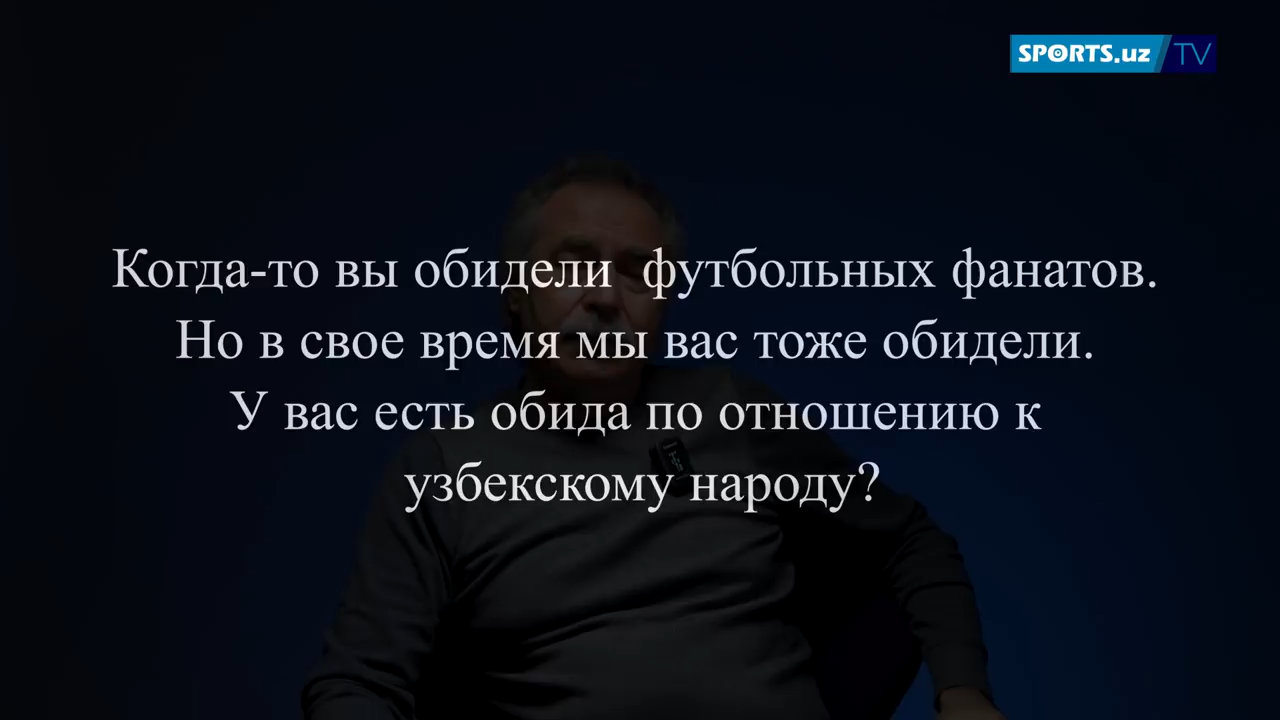 SPORTS.uz TV
Когда-то вы обидели футбольных фанатов.
Но в свое время мы вас тоже обидели.
У вас есть обида по отношению к
узбекскому народу?